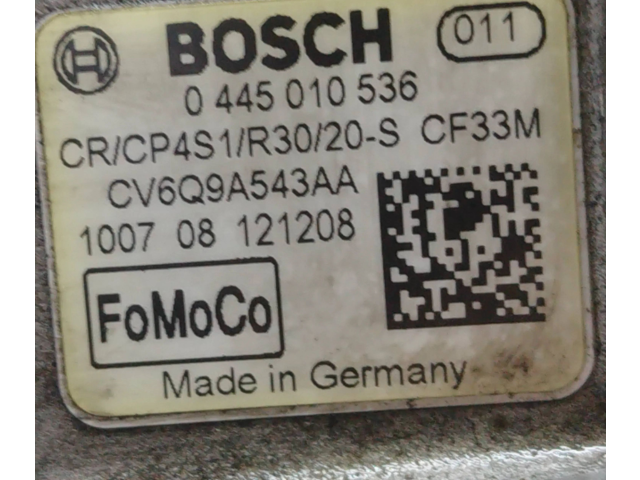 BOSCH 011
0 445 010 536
CR/CP4S1/R30/20-S CF33M
CV6Q9A543AA
1007 08 121208
FoMoCo
Made in Germany